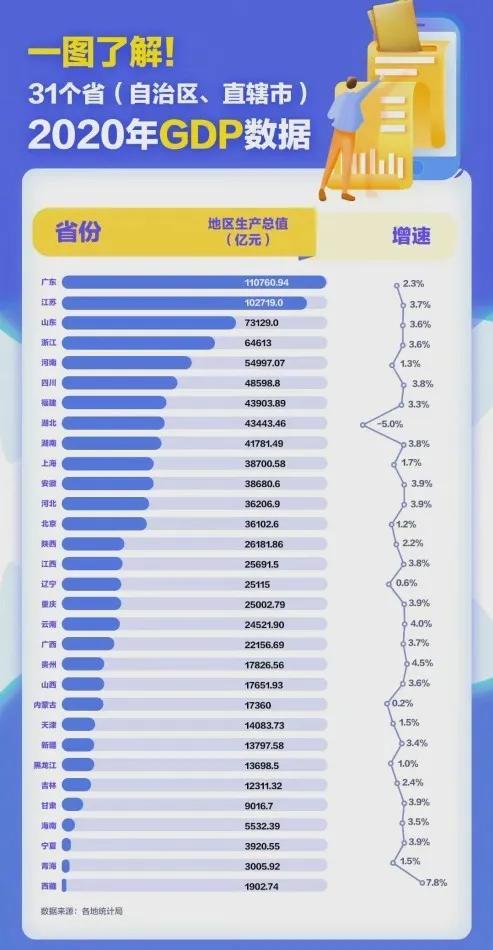 一图了解！
31个省（自治区、直辖市）
2020年GDP数据
省份 地区生产总值（亿元） 增速
广东 110760.94 2.3%
江苏 102719.0 3.7%
山东 73129.0 3.6%
浙江 64613 3.6%
河南 54997.07 1.3%
四川 48598.8 3.8%
福建 43903.89 3.3%
湖北 43443.46 -5.0%
湖南 41781.49 3.8%
上海 38700.58 1.7%
安徽 38680.6 3.9%
河北 36206.9 3.9%
北京 36102.6 1.2%
陕西 26181.86 2.2%
江西 25691.5 3.8%
辽宁 25115 0.6%
重庆 25002.79 3.9%
云南 24521.90 4.0%
广西 22156.69 3.7%
贵州 17826.56 4.5%
山西 17651.93 3.6%
内蒙古 17360 0.2%
天津 14083.73 1.5%
新疆 13797.58 3.4%
黑龙江 13698.5 1.0%
吉林 12311.32 2.4%
甘肃 9016.7 3.9%
海南 5532.39 3.5%
宁夏 3920.55 3.9%
青海 3005.92 1.5%
西藏 1902.74 7.8%
数据来源：各地统计局